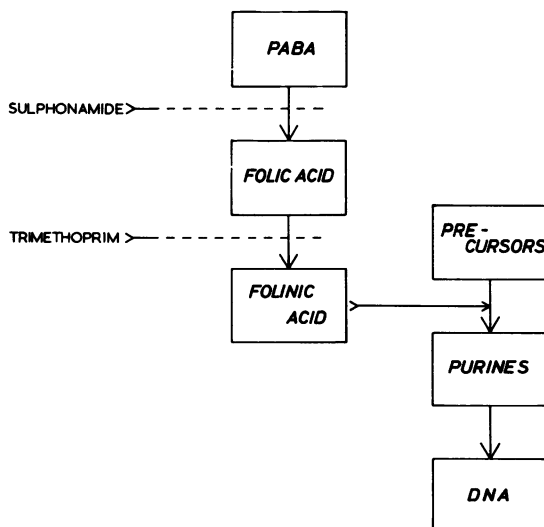 PABA
SULPHONAMIDE
FOLIC ACID
TRIMETHOPRIM
PRE-
CURSORS
FOLINIC
ACID
PURINES
DNA